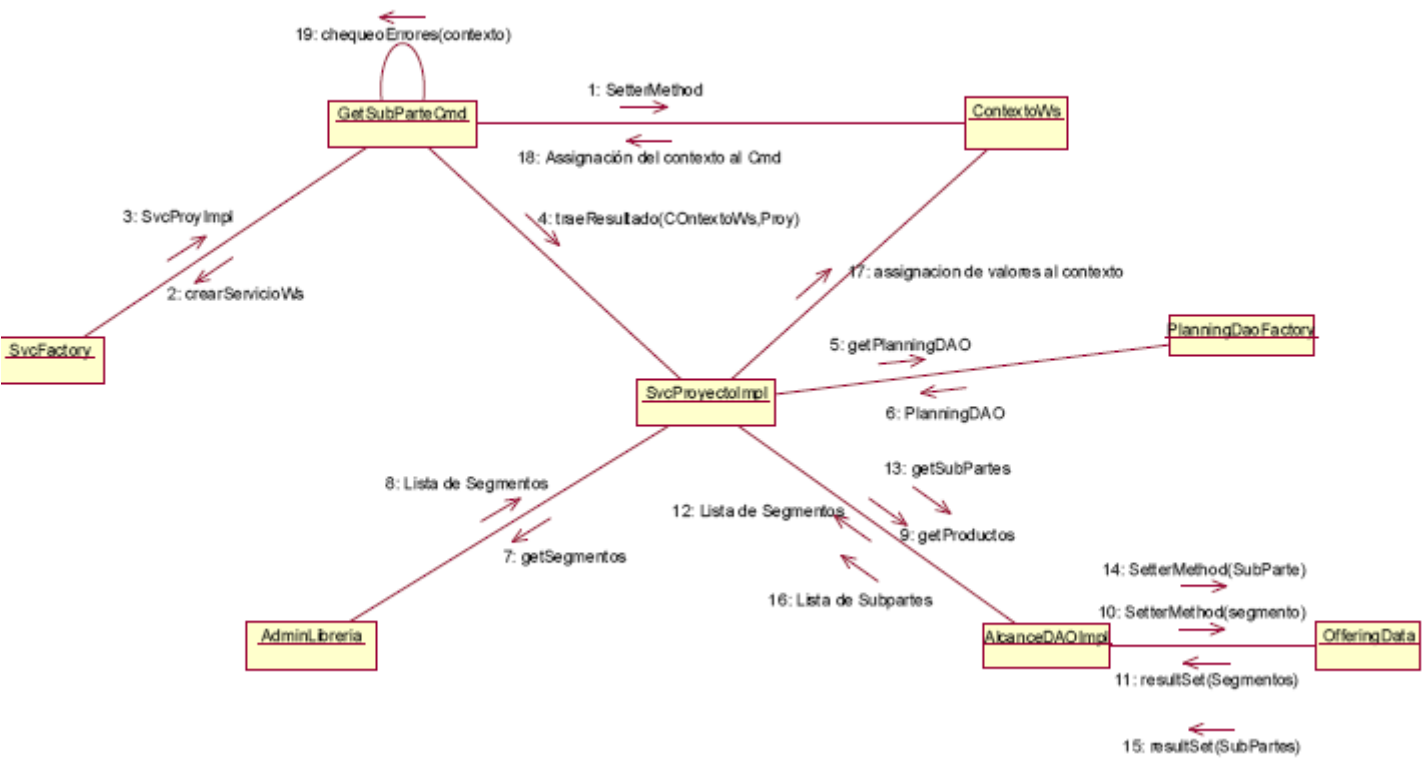 19: chequeoErrores(contexto)
1: SetterMethod
GetSubParteCmd
ContextoWs
18: Assignación del contexto al Cmd
3: SvcProyImpl
4: traeResultado(COntextoWs,Proy)
17: assignacion de valores al contexto
2: crearServicioWs
PlanningDaoFactory
SvcFactory
5: getPlanningDAO
SvcProyectoImpl
6: PlanningDAO
13: getSubPartes
8: Lista de Segmentos
12: Lista de Segmentos
9: getProductos
7: getSegmentos
14: SetterMethod(SubParte)
16: Lista de Subpartes
10: SetterMethod(segmento)
AdminLibreria
AlcanceDAOImpl
OfferingData
11: resultSet(Segmentos)
15: resultSet(SubPartes)